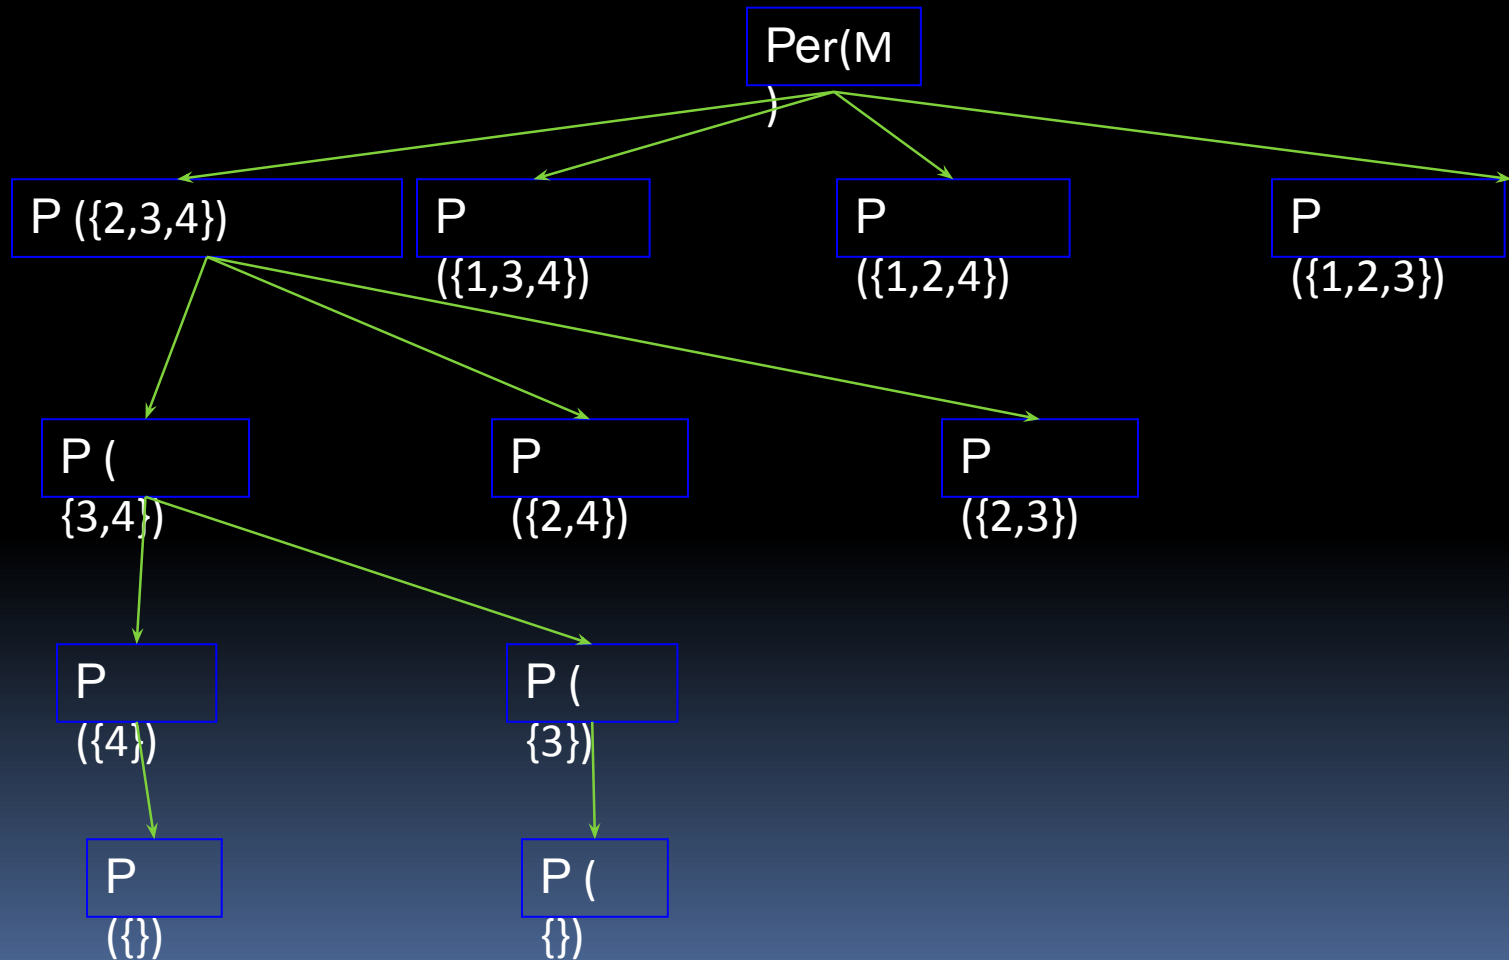 Per(M
)
P ({2,3,4})
P
({1,3,4})
P
({1,2,4})
P
({1,2,3})
P (
{3,4})
P
({2,4})
P
({2,3})
P
({4})
P (
{3})
P
({})
P (
{})